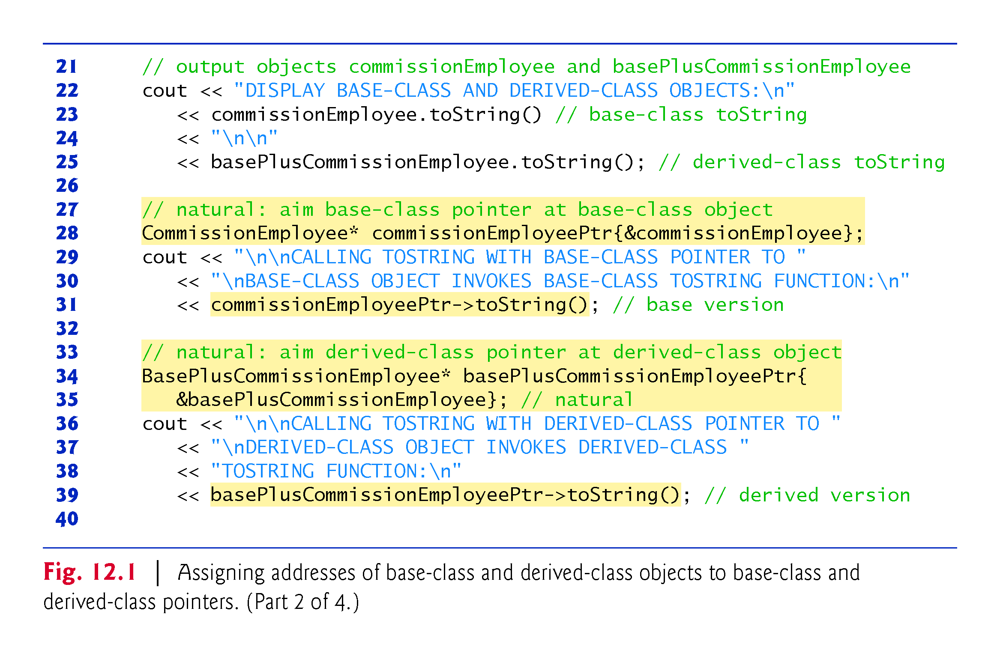 21 // output objects commissionEmployee and basePlusCommissionEmployee
22 cout << "DISPLAY BASE-CLASS AND DERIVED-CLASS OBJECTS:\n"
23 << commissionEmployee.toString() // base-class toString
24 << "\n\n"
25 << basePlusCommissionEmployee.toString(); // derived-class toString
26
27 // natural: aim base-class pointer at base-class object
28 CommissionEmployee* commissionEmployeePtr{&commissionEmployee};
29 cout << "\n\nCALLING TOSTRING WITH BASE-CLASS POINTER TO "
30 << "\nBASE-CLASS OBJECT INVOKES BASE-CLASS TOSTRING FUNCTION:\n"
31 << commissionEmployeePtr->toString(); // base version
32
33 // natural: aim derived-class pointer at derived-class object
34 BasePlusCommissionEmployee* basePlusCommissionEmployeePtr{
35 &basePlusCommissionEmployee}; // natural
36 cout << "\n\nCALLING TOSTRING WITH DERIVED-CLASS POINTER TO "
37 << "\nDERIVED-CLASS OBJECT INVOKES DERIVED-CLASS "
38 << "TOSTRING FUNCTION:\n"
39 << basePlusCommissionEmployeePtr->toString(); // derived version
40
Fig. 12.1 | Assigning addresses of base-class and derived-class objects to base-class and
derived-class pointers. (Part 2 of 4.)